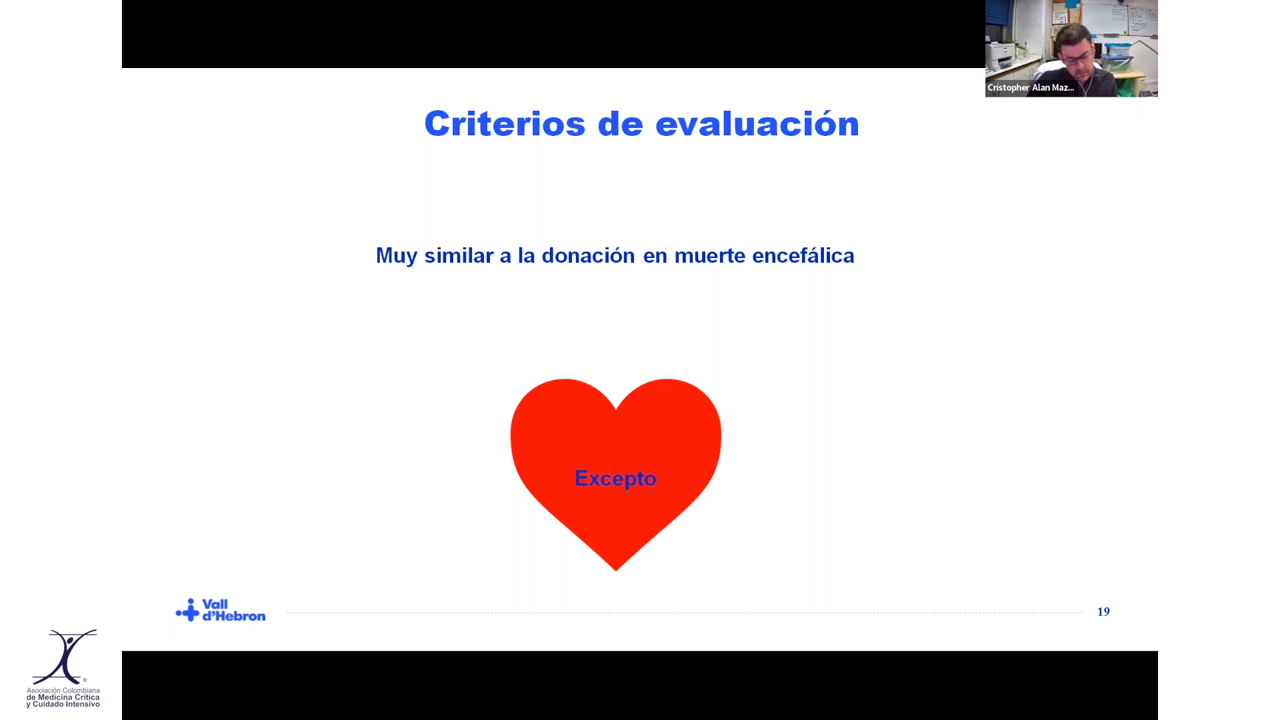 Cristopher Alan Maz...
Criterios de evaluación
Muy similar a la donación en muerte encefálica
Excepto
Vall
d'Hebron
19
Asociación Colombiana
de Medicina Crítica
y Cuidado Intensivo